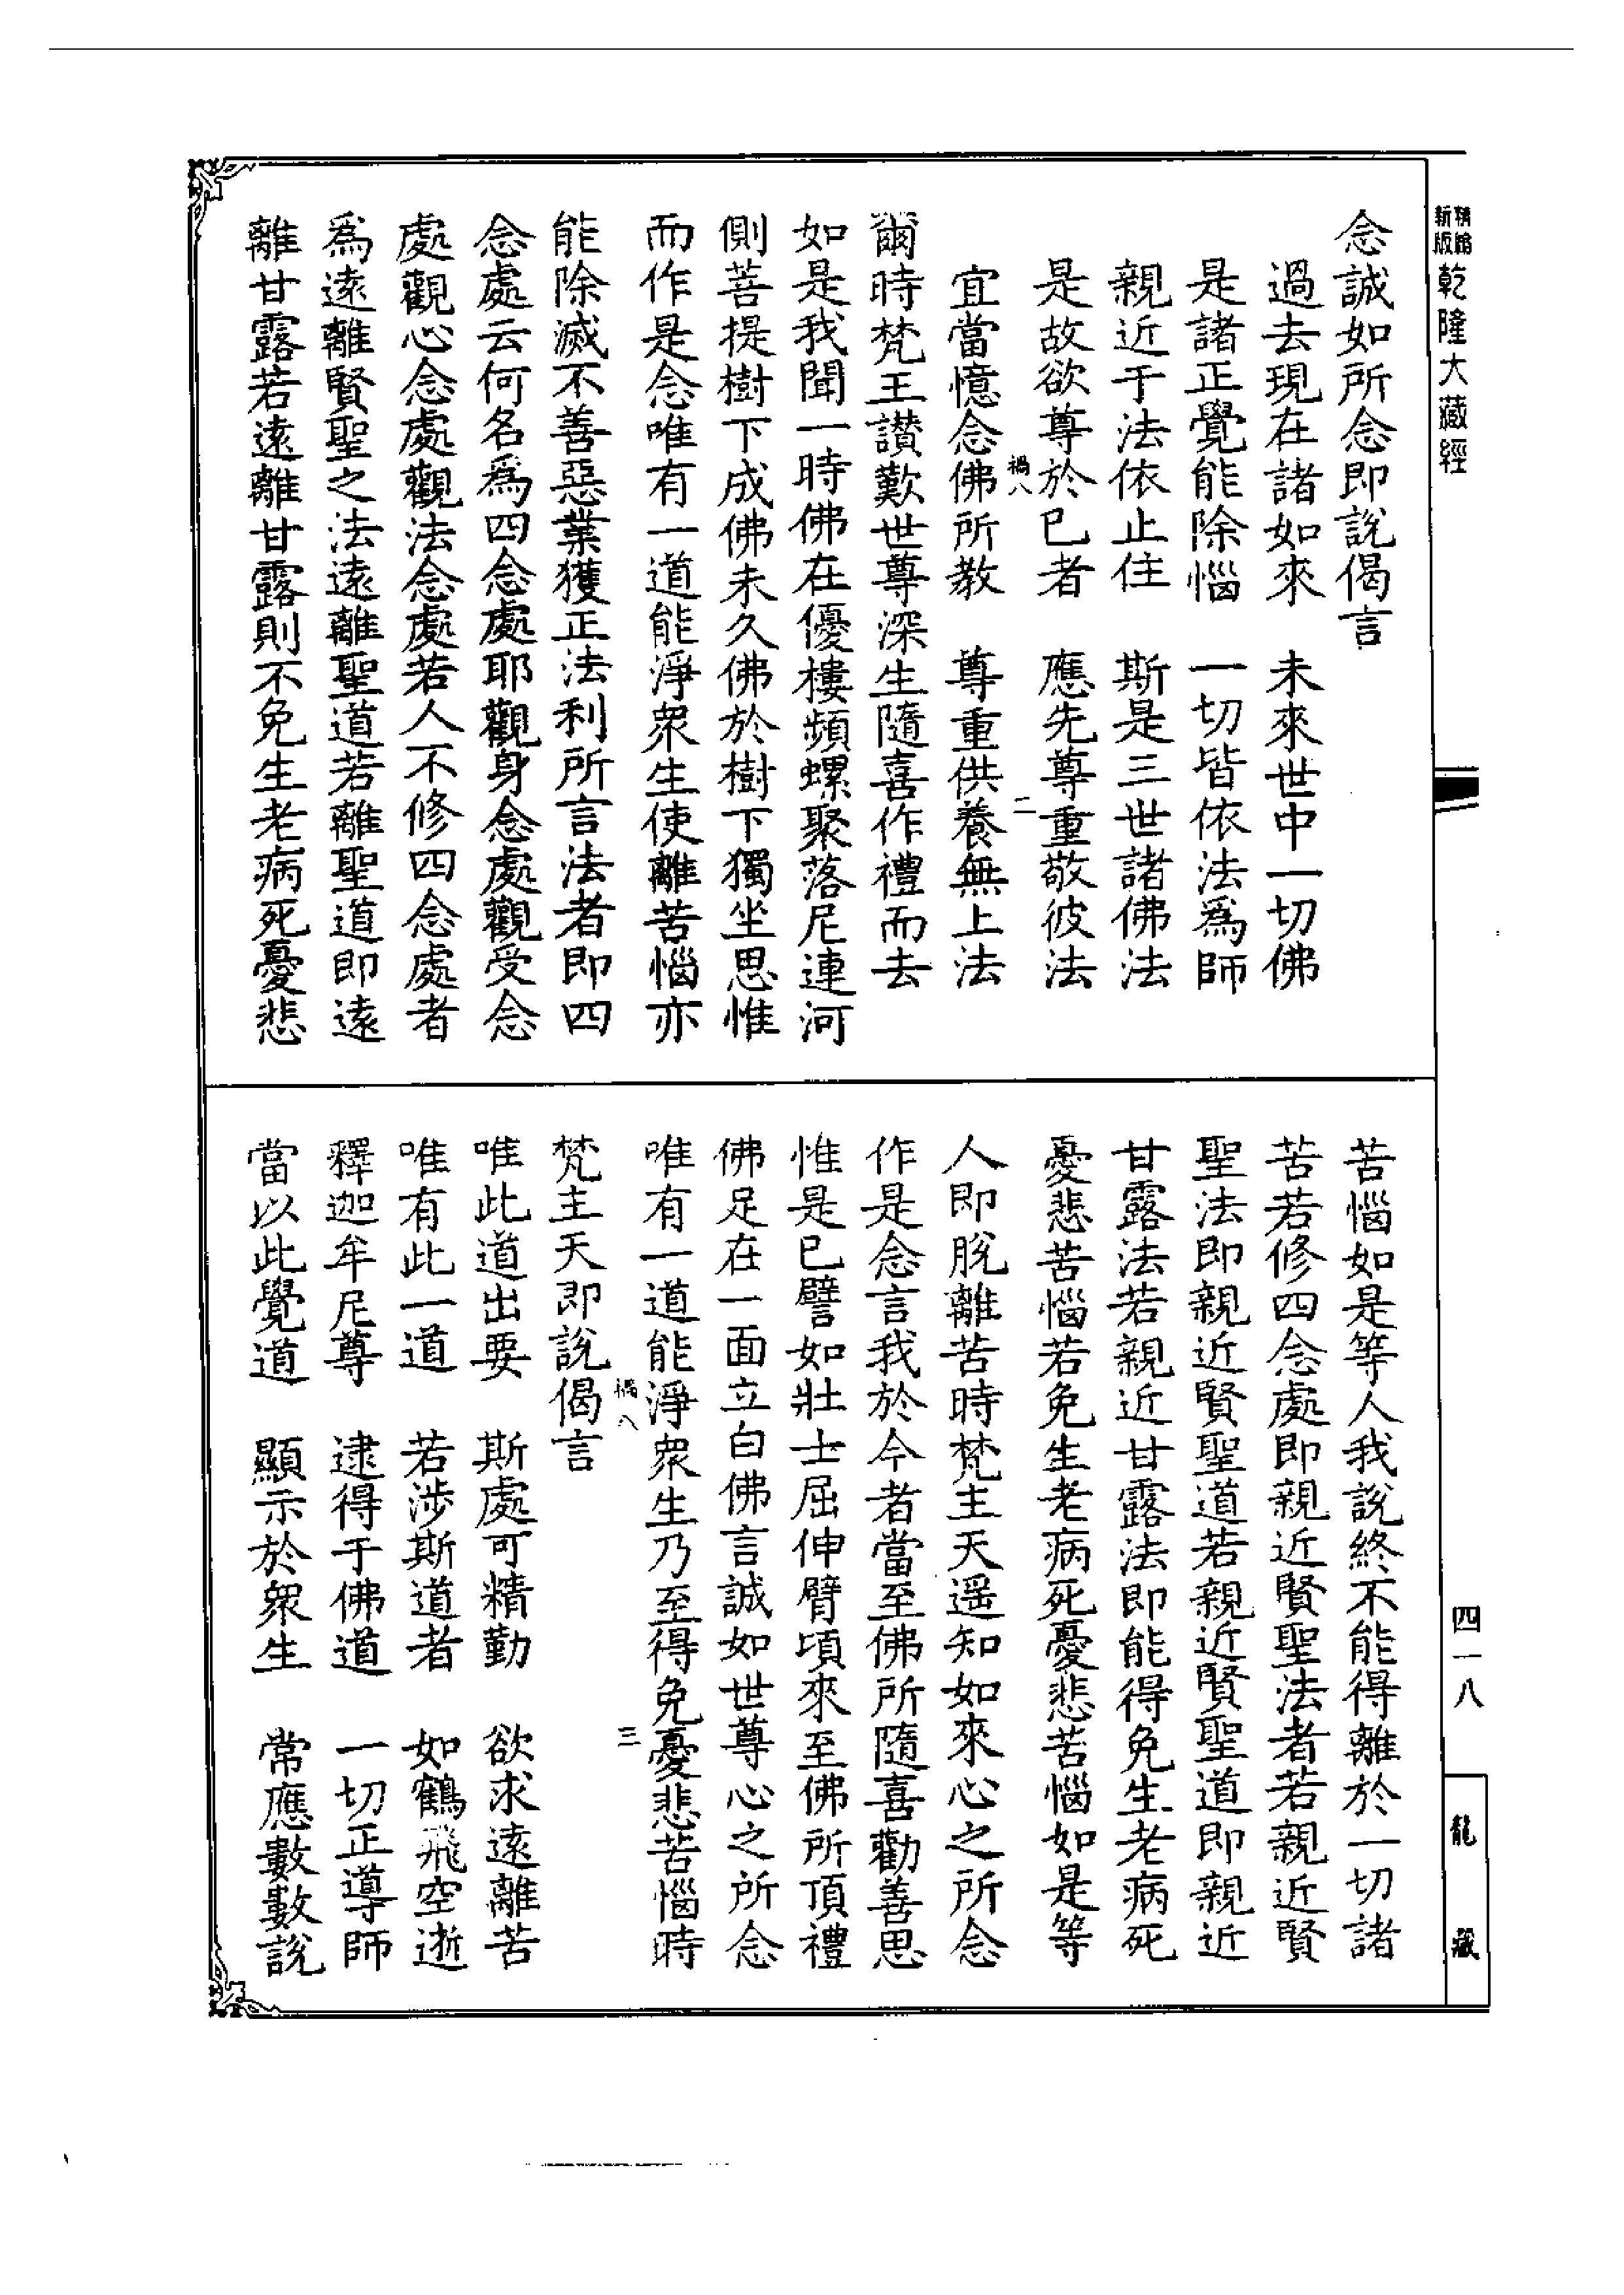 精繪
新版
乾隆大藏經
念誠如所念即說偈言
過去現在諸如來　未來世中一切佛
是諸正覺能除惱　一切皆依法為師
親近于法依止住　斯是三世諸佛法
是故欲尊於已者　應先尊重敬彼法
禍八　二
宜當憶念佛所教　尊重供養無上法
爾時梵王讃歎世尊深生隨喜作禮而去
如是我聞一時佛在優樓頻螺聚落尼連河
側菩提樹下成佛未久佛於樹下獨坐思惟
而作是念唯有一道能淨衆生使離苦惱亦
能除滅不善惡業獲正法利所言法者即四
念處云何名爲四念處耶觀身念處觀受念
處觀心念處觀法念處若人不修四念處者
爲遠離賢聖之法遠離聖道若離聖道即遠
離甘露若遠離甘露則不免生老病死憂悲
苦惱如是等人我說終不能得離於一切諸
苦若修四念處即親近賢聖法者若親近賢
聖法即親近賢聖道若親近賢聖道即親近
甘露法若親近甘露法即能得免生老病死
憂悲苦惱若免生老病死憂悲苦惱如是等
人即脫離苦時梵主天遥知如來心之所念
作是念言我於今者當至佛所隨喜勸善思
惟是已譬如壯士屈伸臂頃來至佛所頂禮
佛足在一面立白佛言誠如世尊心之所念
唯有一道能淨衆生乃至得免憂悲苦惱時
禍八　三
梵主天即說偈言
唯此道出要　斯處可精勤　欲求遠離苦
唯有此一道　若涉斯道者　如鶴飛空逝
釋迦牟尼尊　逮得于佛道　一切正導師
當以此覺道　顯示於衆生　常應數數說
四一八
龍藏